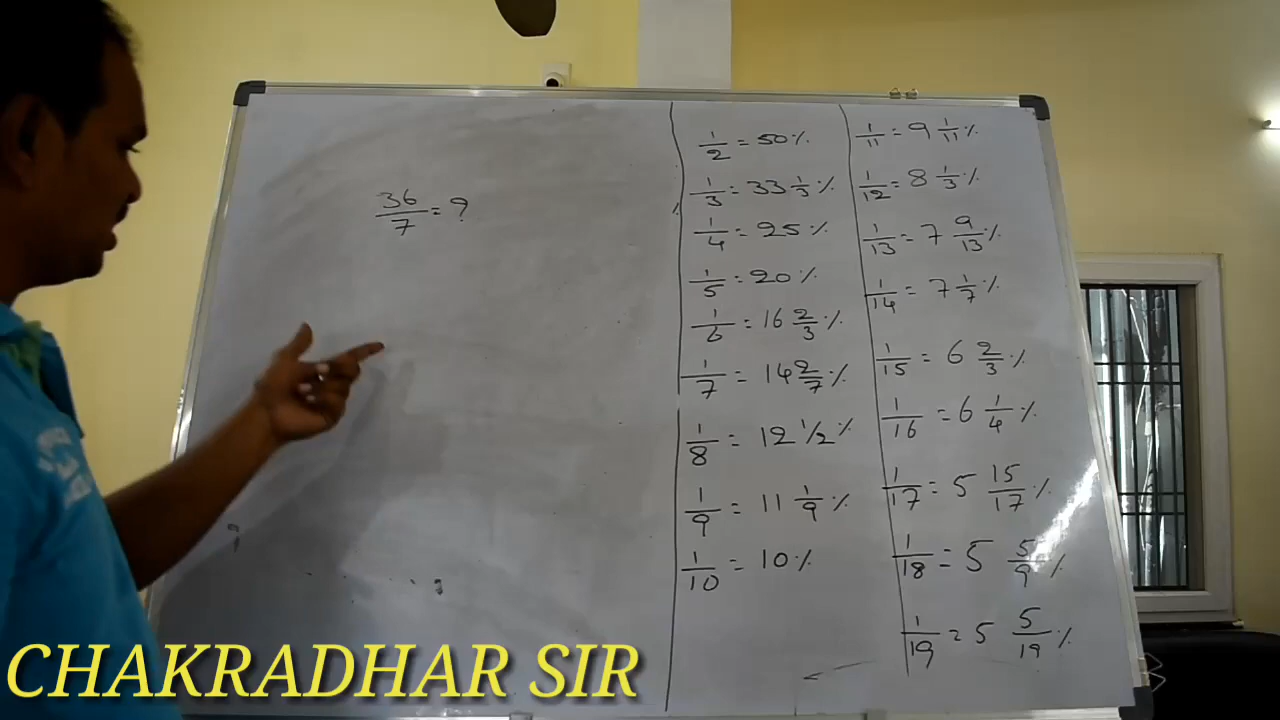 36/7 = ?
1/2 = 50%
1/3 = 33 1/3 %
1/4 = 25%
1/5 = 20%
1/6 = 16 2/3 %
1/7 = 14 2/7 %
1/8 = 12 1/2 %
1/9 = 11 1/9 %
1/10 = 10%
1/11 = 9 1/11 %
1/12 = 8 1/3 %
1/13 = 7 9/13 %
1/14 = 7 1/7 %
1/15 = 6 2/3 %
1/16 = 6 1/4 %
1/17 = 5 15/17 %
1/18 = 5 5/9 %
1/19 = 5 5/19 %
CHAKRADHAR SIR